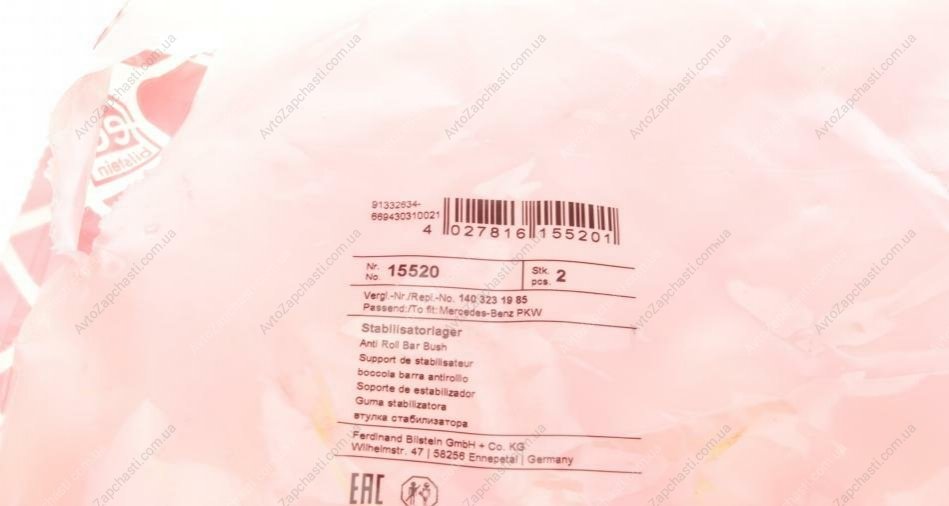 91332634-
669430310021
4 027816 155201
Nr.
No. 15520
Stk.
pcs. 2
Vergl.-Nr./Repl.-No. 140 323 19 85
Passend:/To fit: Mercedes-Benz PKW
Stabilisatorlager
Anti Roll Bar Bush
Support de stabilisateur
boccola barra antirollio
Soporte de estabilizador
Guma stabilizatora
втулка стабилизатора
Ferdinand Bilstein GmbH + Co. KG
Wilhelmstr. 47 | 58256 Ennepetal | Germany
EAC
bilstein
AvtoZapchasti.com.ua